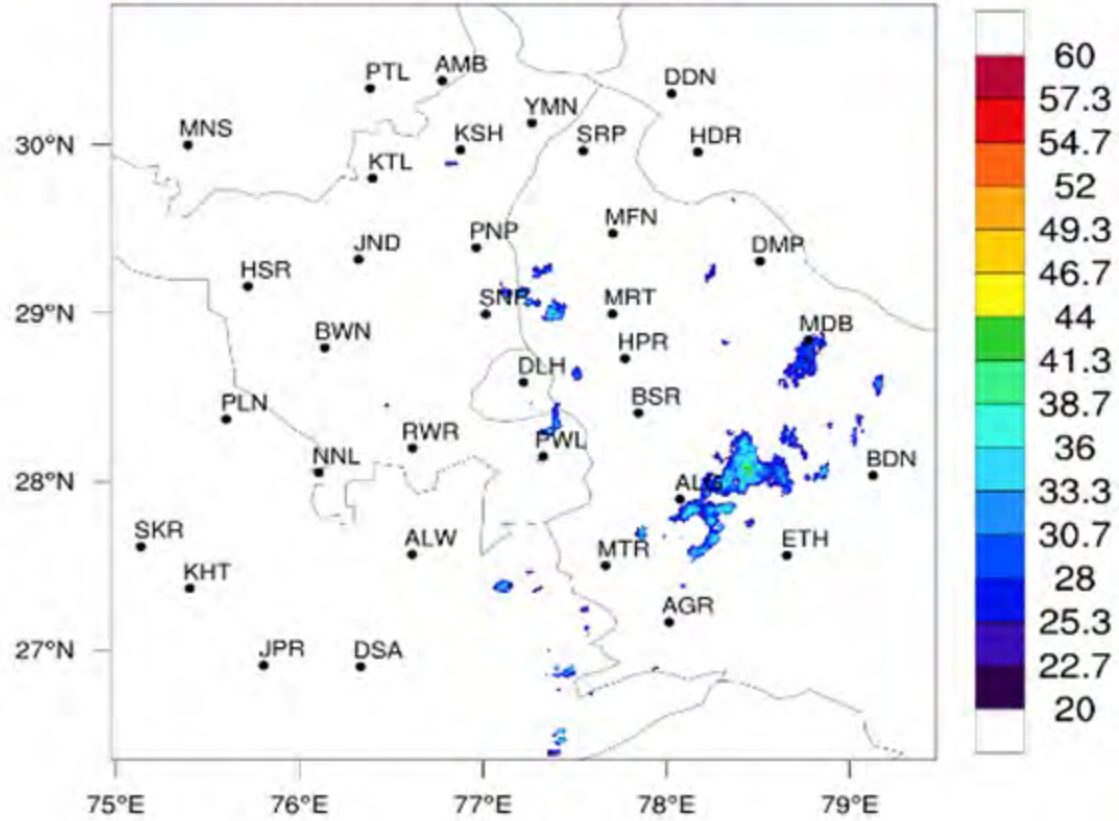 60
57.3
54.7
52
49.3
46.7
44
41.3
38.7
36
33.3
30.7
28
25.3
22.7
20
30°N
29°N
28°N
27°N
75°E
76°E
77°E
78°E
79°E
AMB
PTL
DDN
YMN
MNS
KSH
SRP
HDR
KTL
MFN
PNP
JND
DMP
HSR
SNP
MRT
BWN
MDB
HPR
DLH
BSR
PLN
RWR
PWL
NNL
BDN
ALG
SKR
ALW
MTR
ETH
KHT
AGR
JPR
DSA